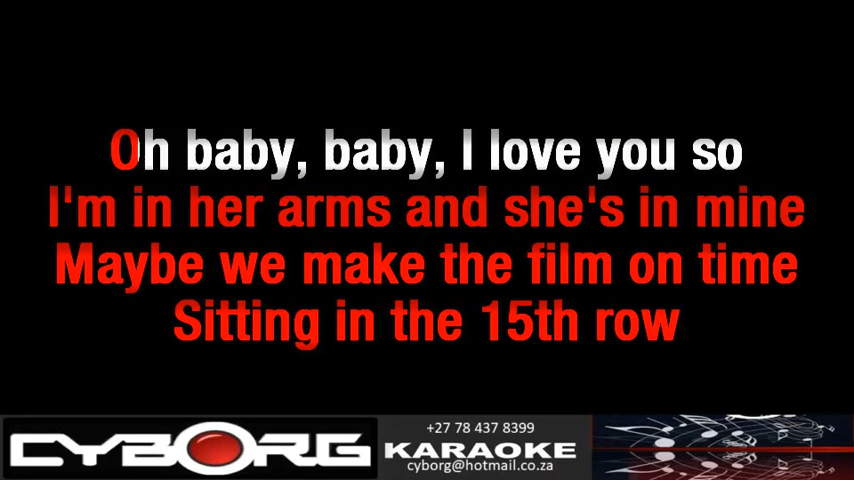 Oh baby, baby, I love you so
I'm in her arms and she's in mine
Maybe we make the film on time
Sitting in the 15th row
CYBORG
+27 78 437 8399
KARAOKE
cyborg@hotmail.co.za